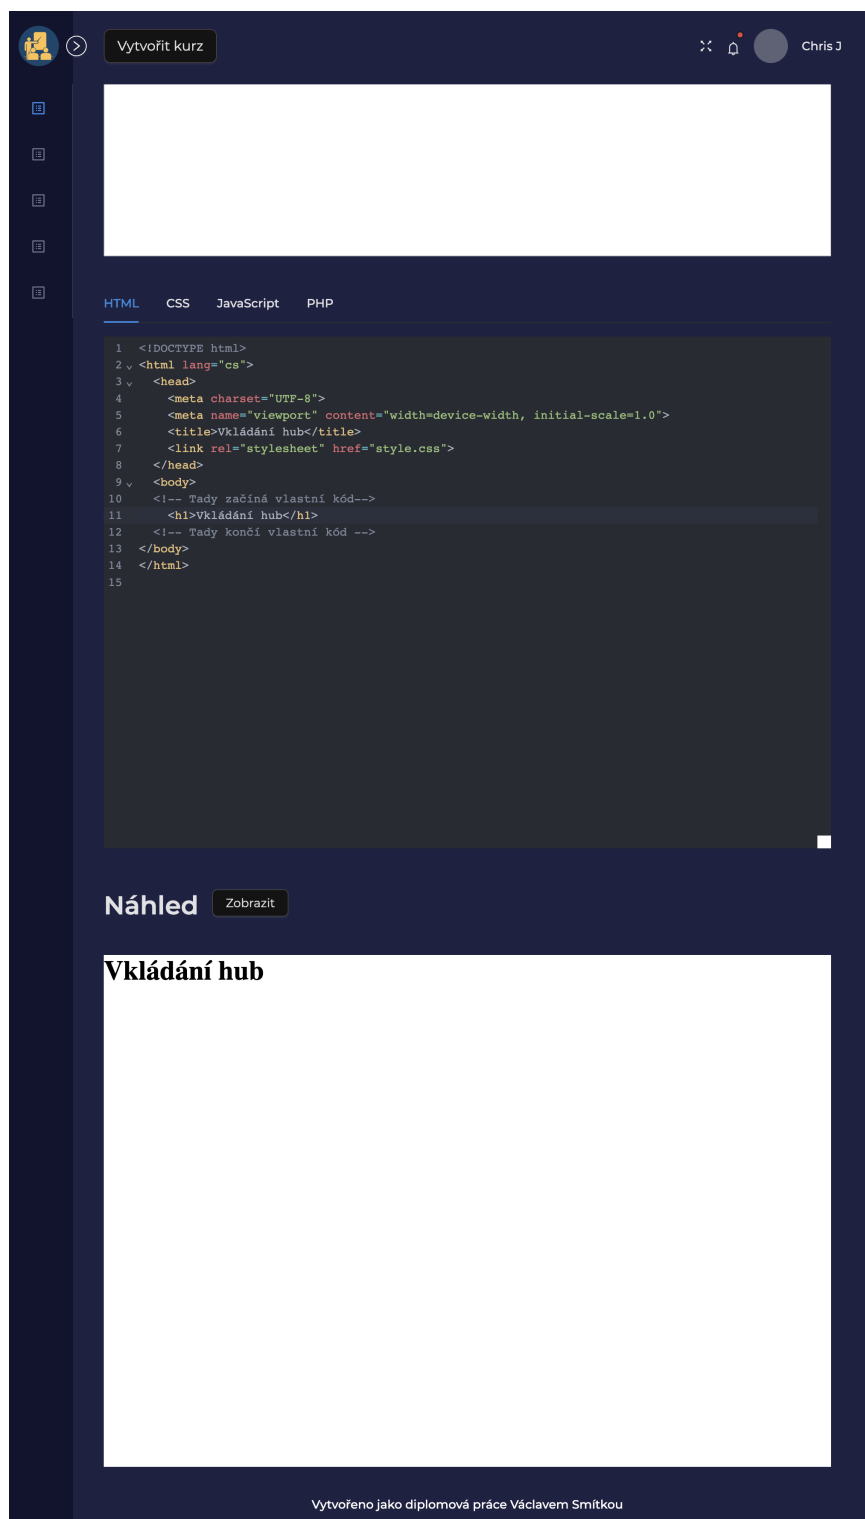 Vytvořit kurz
Chris J
HTML CSS JavaScript PHP
1 <!DOCTYPE html>
2 <html lang="cs">
3 <head>
4 <meta charset="UTF-8">
5 <meta name="viewport" content="width=device-width, initial-scale=1.0">
6 <title>Vkládání hub</title>
7 <link rel="stylesheet" href="style.css">
8 </head>
9 <body>
10 <!-- Tady začíná vlastní kód-->
11 <h1>Vkládání hub</h1>
12 <!-- Tady končí vlastní kód -->
13 </body>
14 </html>
15
Náhled Zobrazit
Vkládání hub
Vytvořeno jako diplomová práce Václavem Smítkou